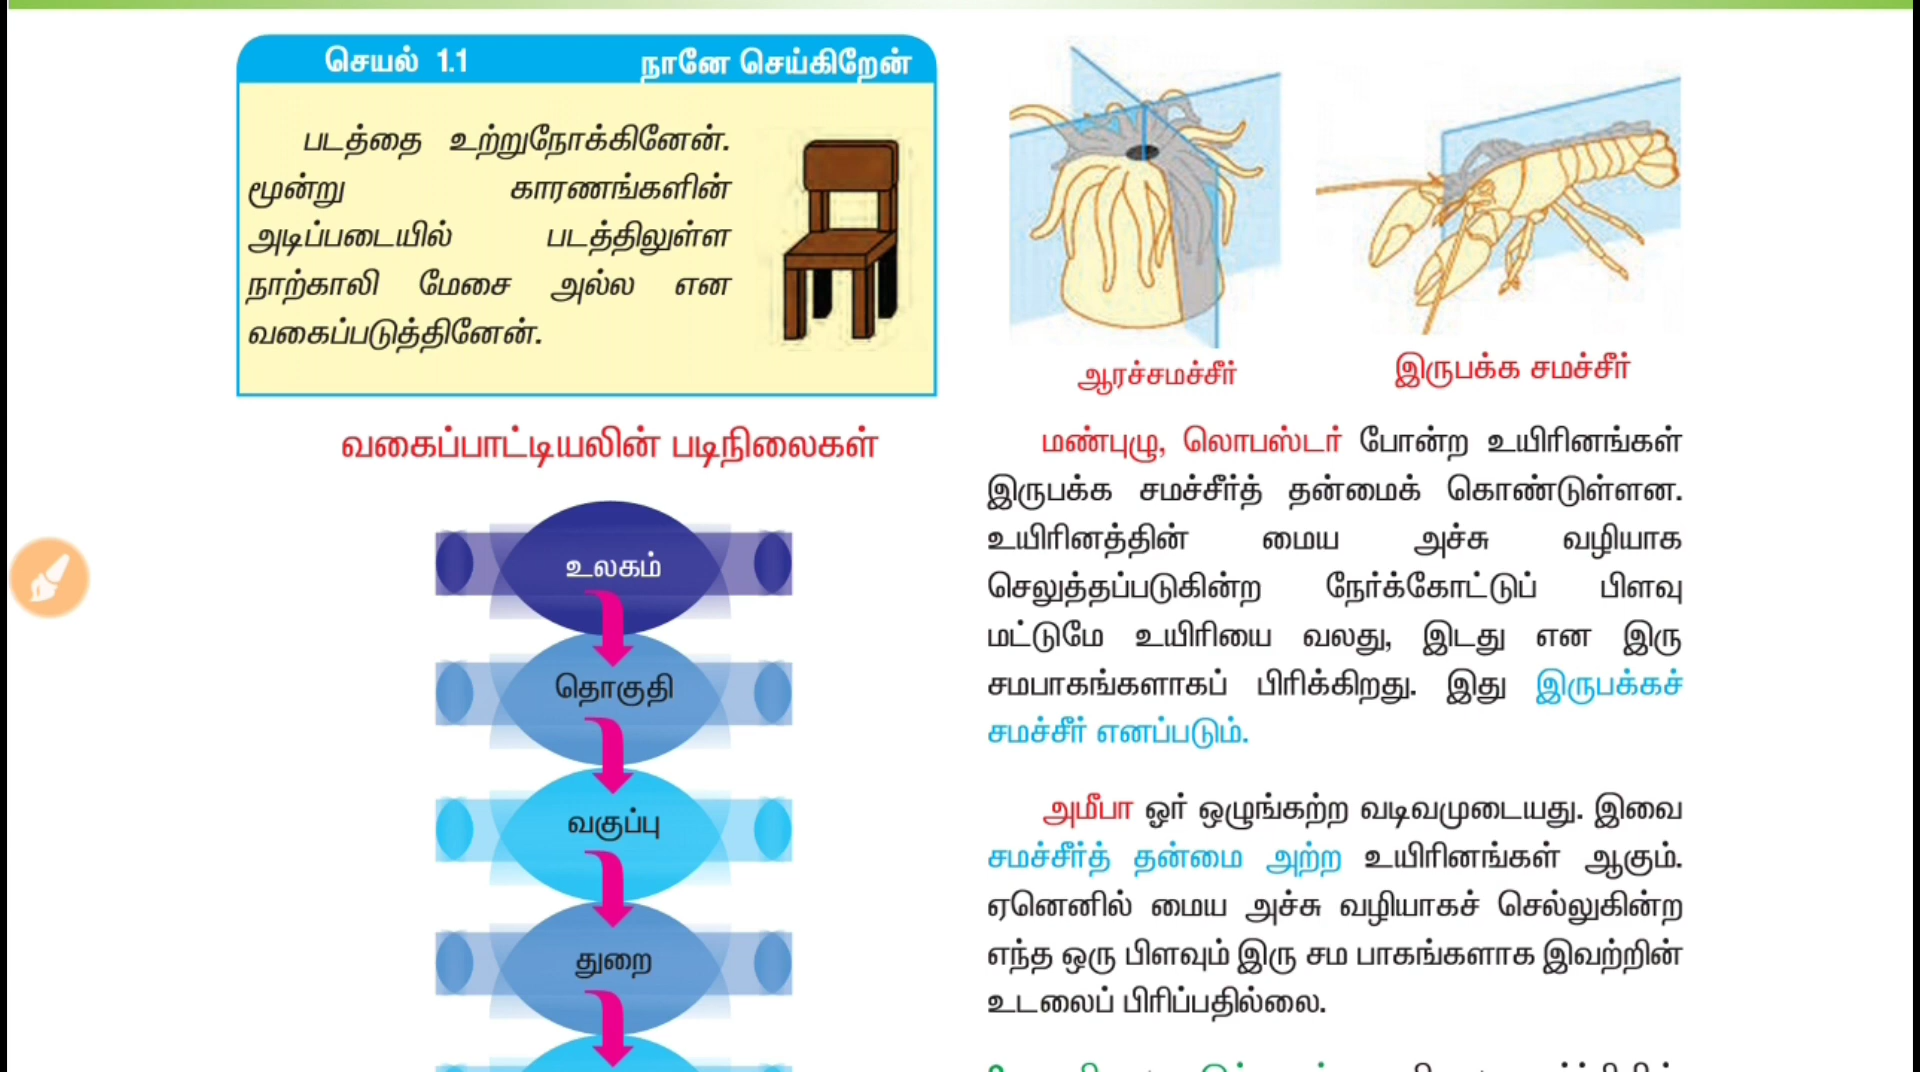 செயல் 1.1 நானே செய்கிறேன்
படத்தை உற்றுநோக்கினேன்.
மூன்று காரணங்களின்
அடிப்படையில் படத்திலுள்ள
நாற்காலி மேசை அல்ல என
வகைப்படுத்தினேன்.
வகைப்பாட்டியலின் படிநிலைகள்
உலகம்
தொகுதி
வகுப்பு
துறை
ஆரச்சமச்சீர்
இருபக்க சமச்சீர்
மண்புழு, லொபஸ்டர் போன்ற உயிரினங்கள்
இருபக்க சமச்சீர்த் தன்மைக் கொண்டுள்ளன.
உயிரினத்தின் மைய அச்சு வழியாக
செலுத்தப்படுகின்ற நேர்க்கோட்டுப் பிளவு
மட்டுமே உயிரியை வலது, இடது என இரு
சமபாகங்களாகப் பிரிக்கிறது. இது இருபக்கச்
சமச்சீர் எனப்படும்.
அமீபா ஓர் ஒழுங்கற்ற வடிவமுடையது. இவை
சமச்சீர்த் தன்மை அற்ற உயிரினங்கள் ஆகும்.
ஏனெனில் மைய அச்சு வழியாகச் செல்லுகின்ற
எந்த ஒரு பிளவும் இரு சம பாகங்களாக இவற்றின்
உடலைப் பிரிப்பதில்லை.